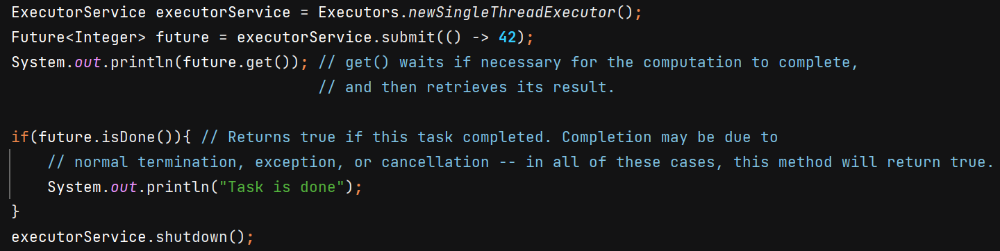 ExecutorService executorService = Executors.newSingleThreadExecutor();
Future<Integer> future = executorService.submit(() -> 42);
System.out.println(future.get()); // get() waits if necessary for the computation to complete,
// and then retrieves its result.
if(future.isDone()){ // Returns true if this task completed. Completion may be due to
// normal termination, exception, or cancellation -- in all of these cases, this method will return true.
System.out.println("Task is done");
}
executorService.shutdown();